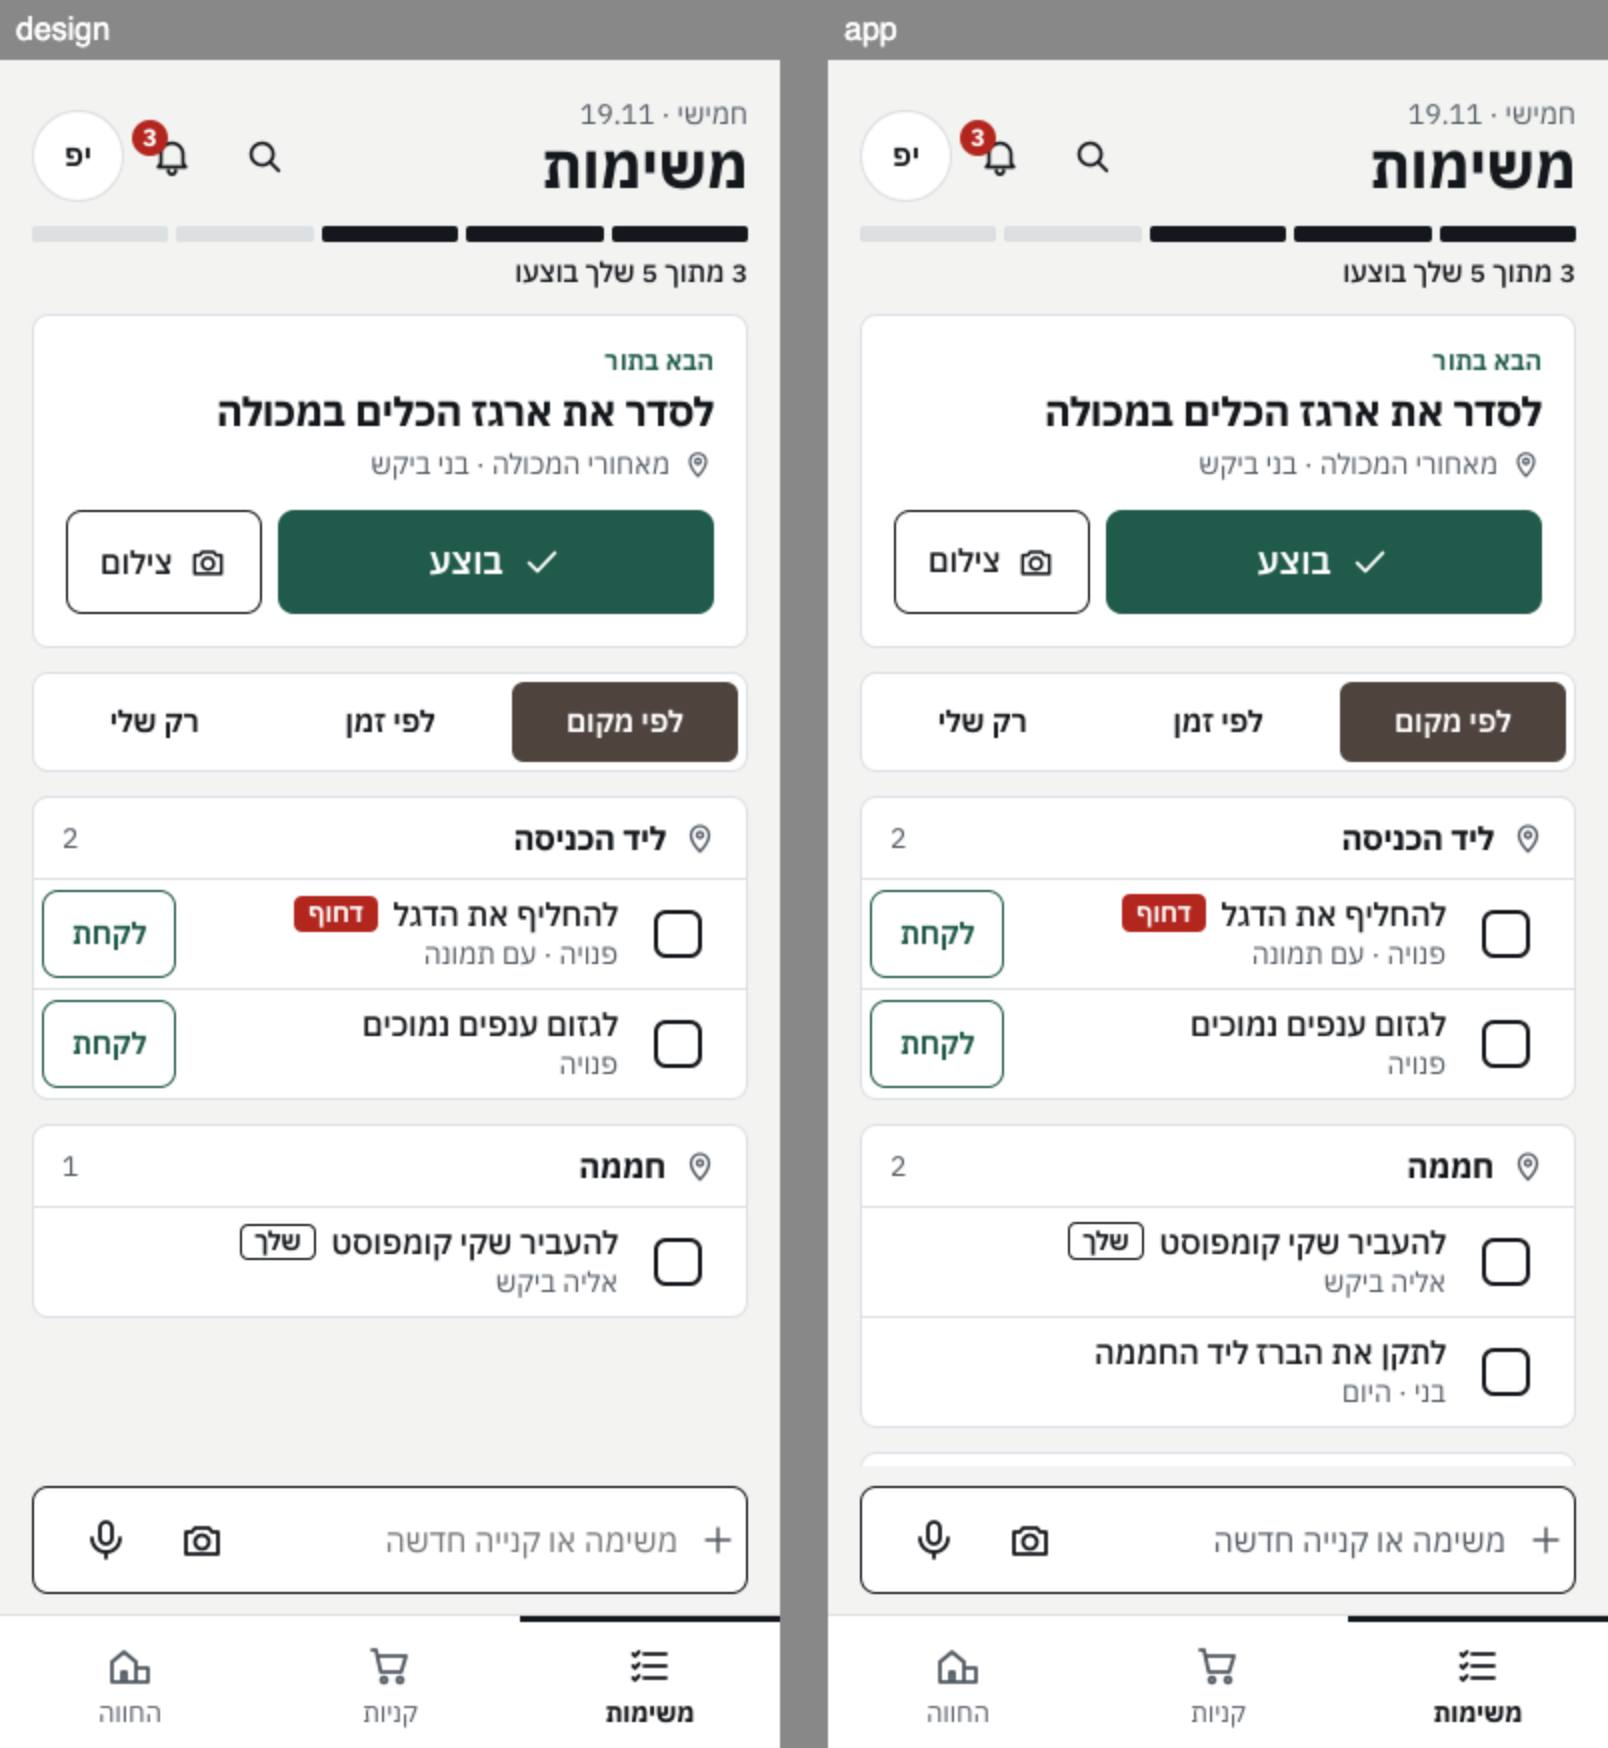 design
חמישי · 19.11
משימות
3
יפ
3 מתוך 5 שלך בוצעו
הבא בתור
לסדר את ארגז הכלים במכולה
מאחורי המכולה · בני ביקש
בוצע
צילום
לפי מקום
לפי זמן
רק שלי
ליד הכניסה
2
להחליף את הדגל דחוף
פנויה · עם תמונה
לקחת
לגזום ענפים נמוכים
פנויה
לקחת
חממה
1
להעביר שקי קומפוסט שלך
אליה ביקש
משימה או קנייה חדשה
משימות
קניות
החווה
app
חמישי · 19.11
משימות
3
יפ
3 מתוך 5 שלך בוצעו
הבא בתור
לסדר את ארגז הכלים במכולה
מאחורי המכולה · בני ביקש
בוצע
צילום
לפי מקום
לפי זמן
רק שלי
ליד הכניסה
2
להחליף את הדגל דחוף
פנויה · עם תמונה
לקחת
לגזום ענפים נמוכים
פנויה
לקחת
חממה
2
להעביר שקי קומפוסט שלך
אליה ביקש
לתקן את הברז ליד החממה
בני · היום
משימה או קנייה חדשה
משימות
קניות
החווה